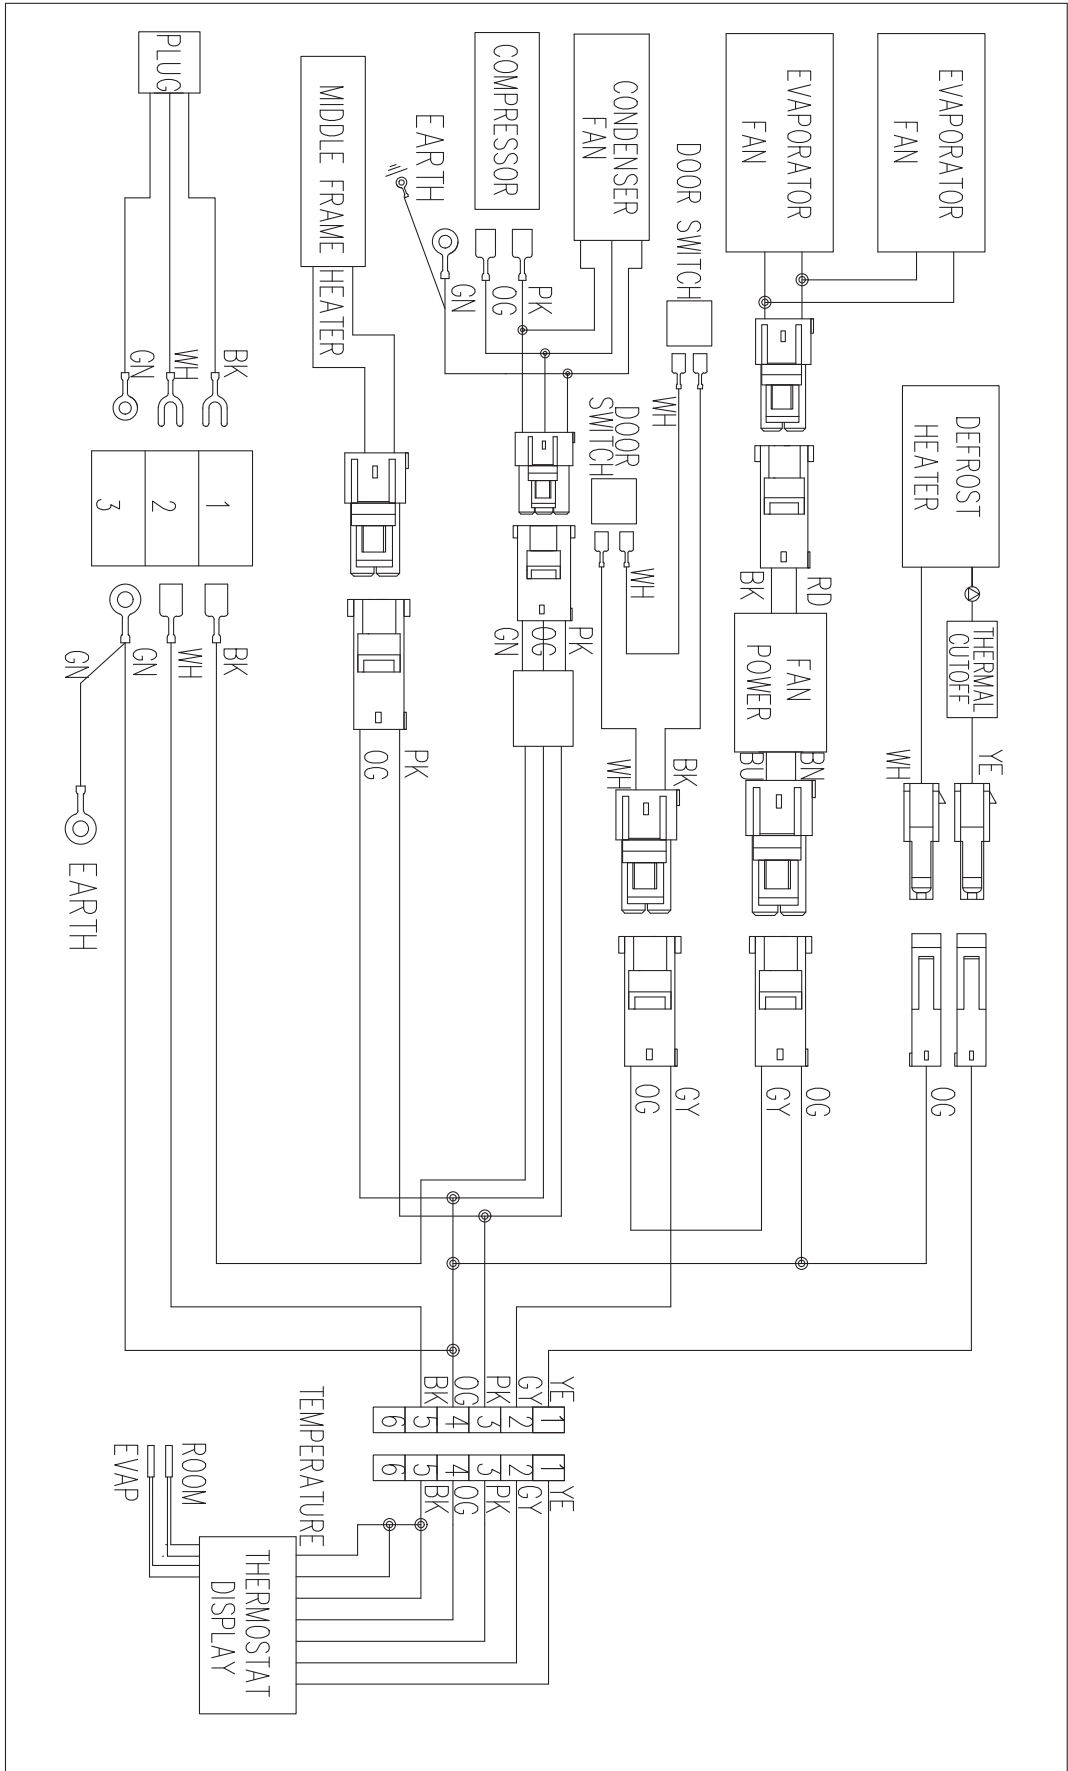 PLUG
GN
WH
BK
1
2
3
GN
GN
WH
BK
EARTH
MIDDLE FRAME HEATER
OG
PK
EARTH
COMPRESSOR
CONDENSER
FAN
GN
OG
PK
GN
OG
PK
DOOR SWITCH
WH
DOOR
SWITCH
WH
WH
BK
OG
GY
EVAPORATOR
FAN
EVAPORATOR
FAN
BK
RD
FAN
POWER
BU
BN
GY
OG
DEFROST
HEATER
THERMAL
CUTOFF
WH
YE
OG
YE
GY
PK
OG
BK
1
2
3
4
5
6
1
2
3
4
5
6
YE
GY
PK
OG
BK
TEMPERATURE
ROOM
EVAP
THERMOSTAT
DISPLAY